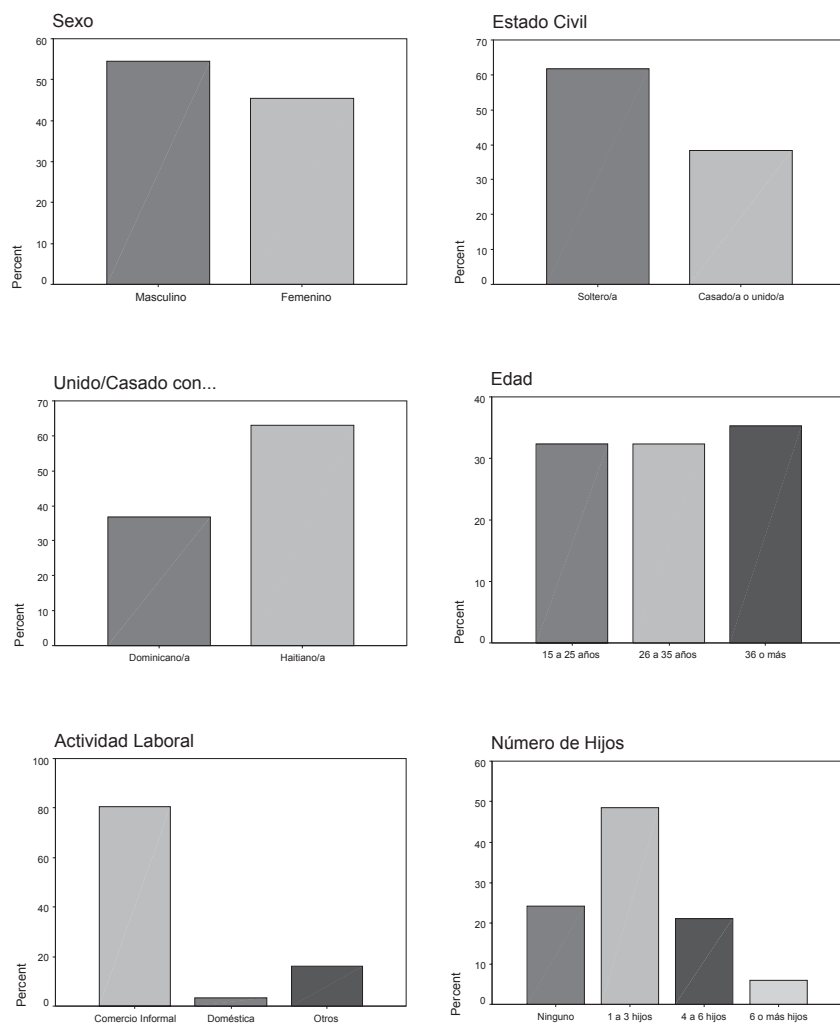 Sexo
60
50
40
30
20
10
0
Percent
Masculino Femenino
Estado Civil
70
60
50
40
30
20
10
0
Percent
Soltero/a Casado/a o unido/a
Unido/Casado con...
70
60
50
40
30
20
10
0
Percent
Dominicano/a Haitiano/a
Edad
40
30
20
10
0
Percent
15 a 25 años 26 a 35 años 36 o más
Actividad Laboral
100
80
60
40
20
0
Percent
Comercio Informal Doméstica Otros
Número de Hijos
60
50
40
30
20
10
0
Percent
Ninguno 1 a 3 hijos 4 a 6 hijos 6 o más hijos